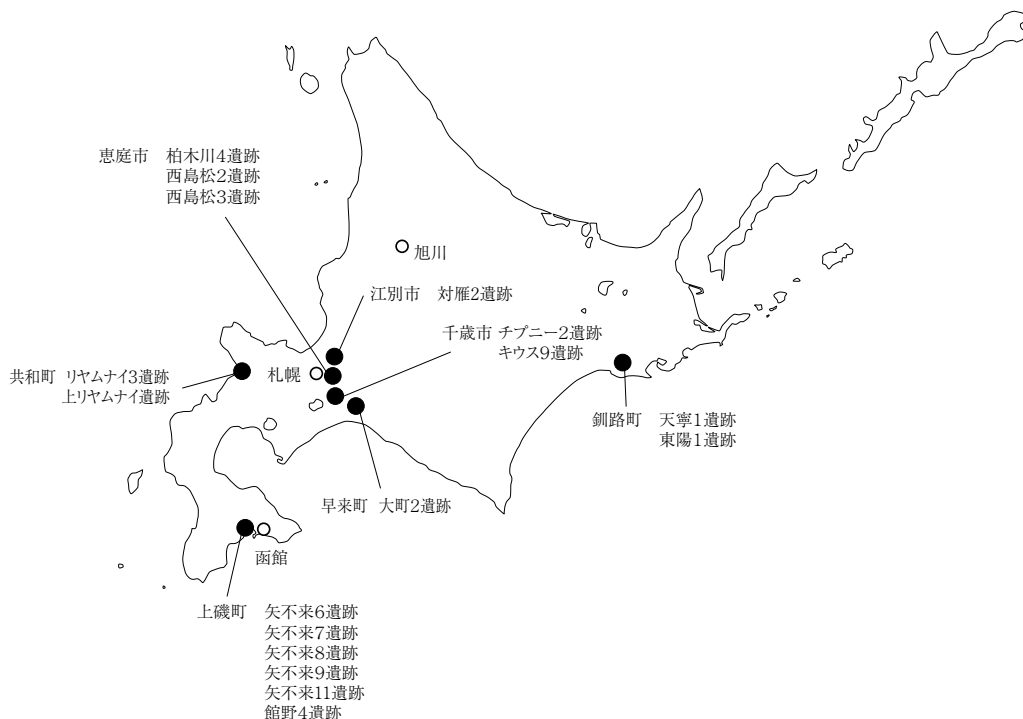 恵庭市 柏木川4遺跡
西島松2遺跡
西島松3遺跡
旭川
江別市 対雁2遺跡
千歳市 チプニー2遺跡
キウス9遺跡
札幌
共和町 リヤムナイ3遺跡
上リヤムナイ遺跡
釧路町 天寧1遺跡
東陽1遺跡
早来町 大町2遺跡
函館
上磯町 矢不来6遺跡
矢不来7遺跡
矢不来8遺跡
矢不来9遺跡
矢不来11遺跡
館野4遺跡